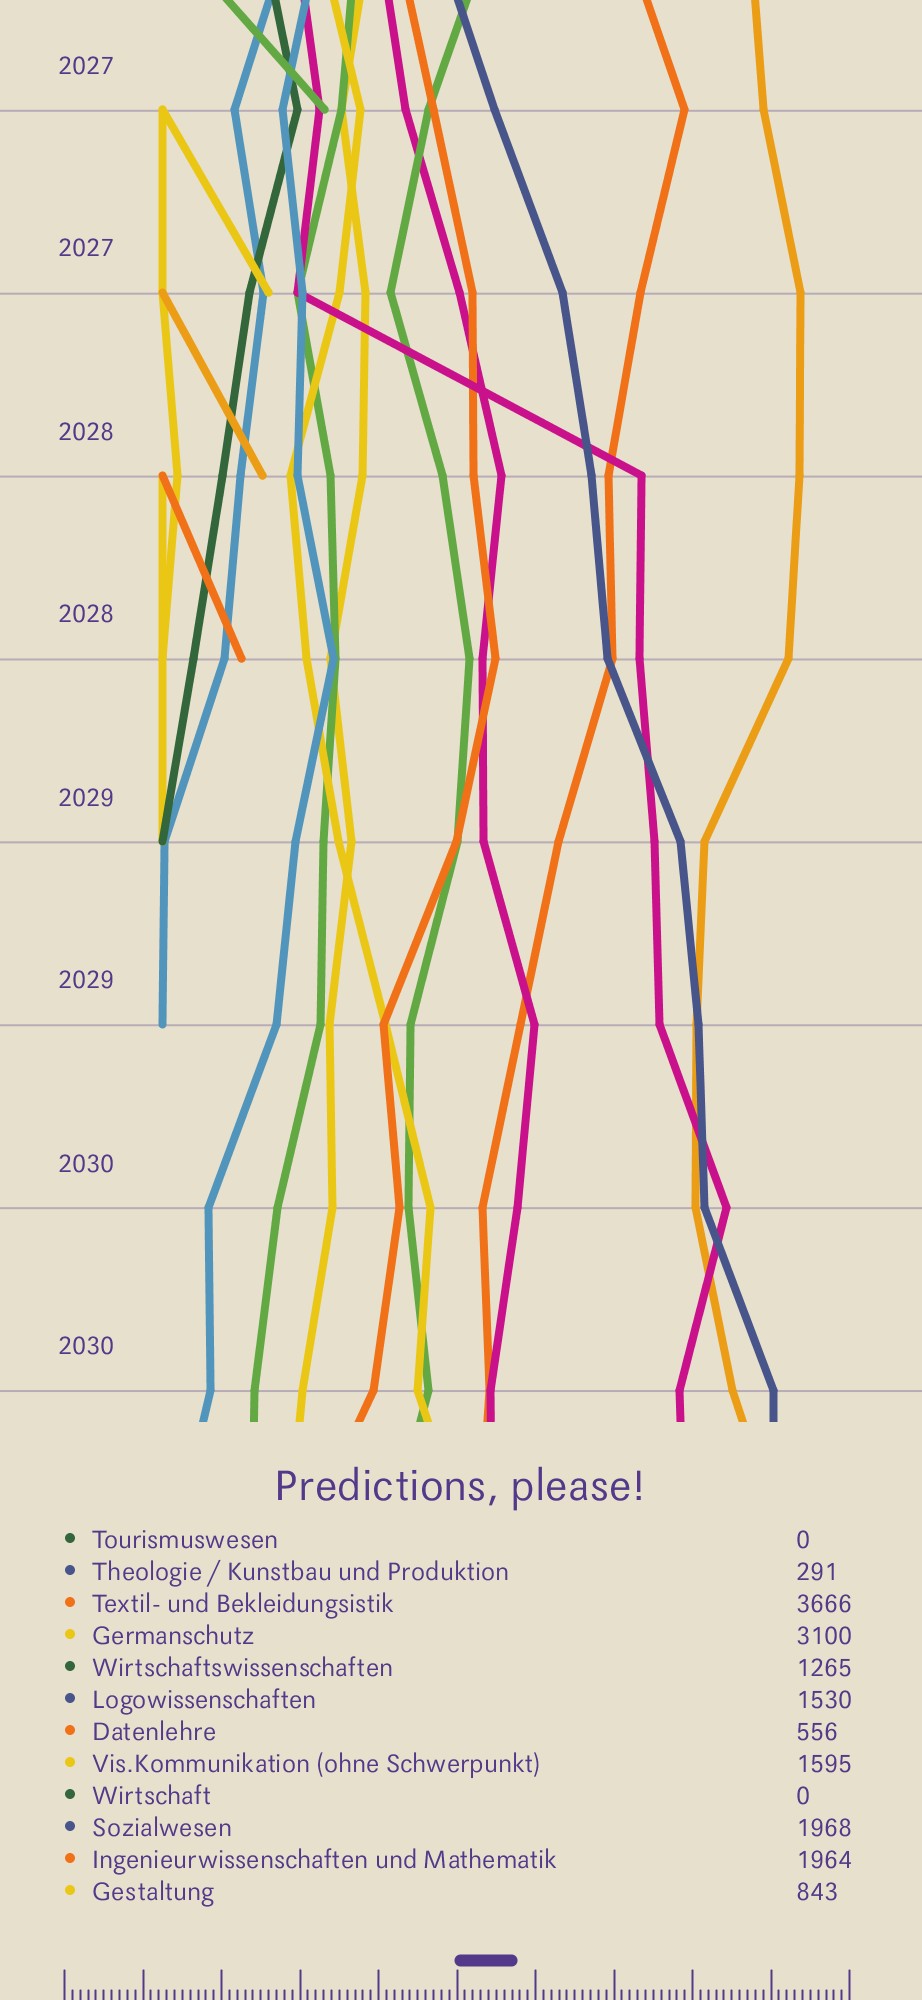 2027
2027
2028
2028
2029
2029
2030
2030
Predictions, please!
Tourismuswesen 0
Theologie / Kunstbau und Produktion 291
Textil- und Bekleidungsistik 3666
Germanschutz 3100
Wirtschaftswissenschaften 1265
Logowissenschaften 1530
Datenlehre 556
Vis.Kommunikation (ohne Schwerpunkt) 1595
Wirtschaft 0
Sozialwesen 1968
Ingenieurwissenschaften und Mathematik 1964
Gestaltung 843